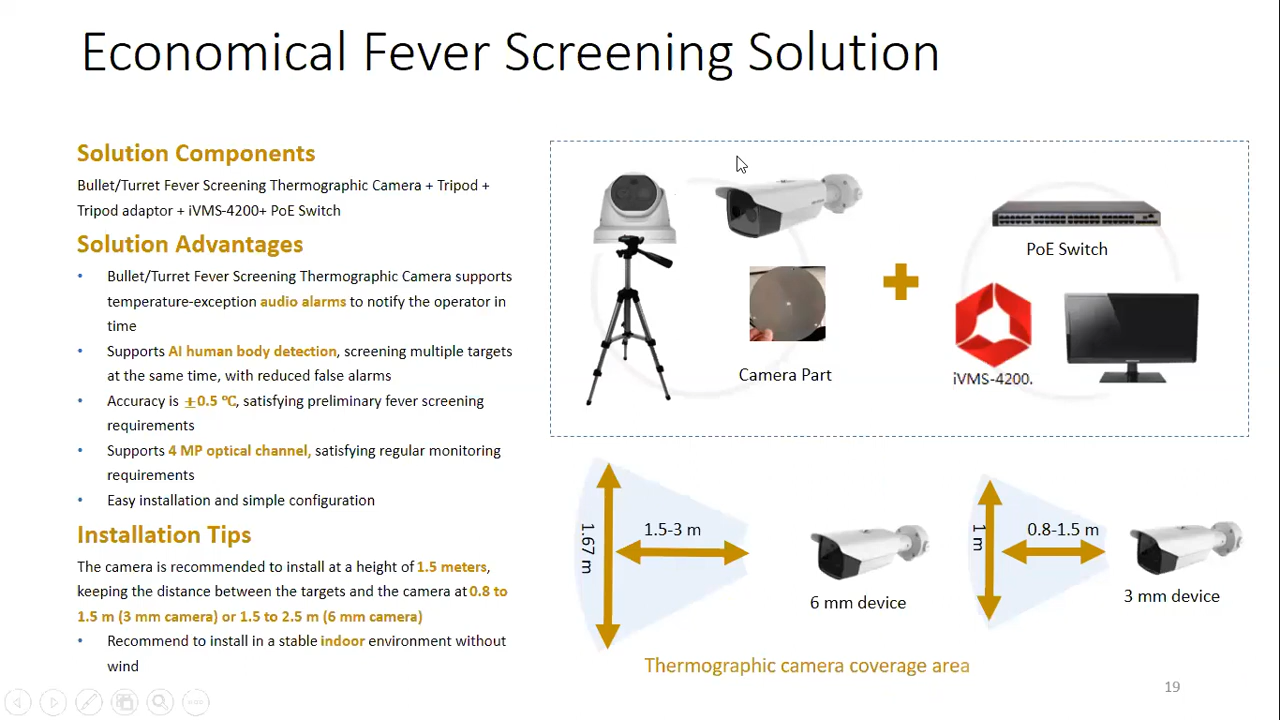 Economical Fever Screening Solution
Solution Components
Bullet/Turret Fever Screening Thermographic Camera + Tripod +
Tripod adaptor + iVMS-4200+ PoE Switch
Solution Advantages
• Bullet/Turret Fever Screening Thermographic Camera supports
temperature-exception audio alarms to notify the operator in
time
• Supports AI human body detection, screening multiple targets
at the same time, with reduced false alarms
• Accuracy is ±0.5 ℃, satisfying preliminary fever screening
requirements
• Supports 4 MP optical channel, satisfying regular monitoring
requirements
• Easy installation and simple configuration
Installation Tips
The camera is recommended to install at a height of 1.5 meters,
keeping the distance between the targets and the camera at 0.8 to
1.5 m (3 mm camera) or 1.5 to 2.5 m (6 mm camera)
• Recommend to install in a stable indoor environment without
wind
Camera Part
PoE Switch
iVMS-4200.
1.67 m
1.5-3 m
6 mm device
1 m
0.8-1.5 m
3 mm device
Thermographic camera coverage area
19